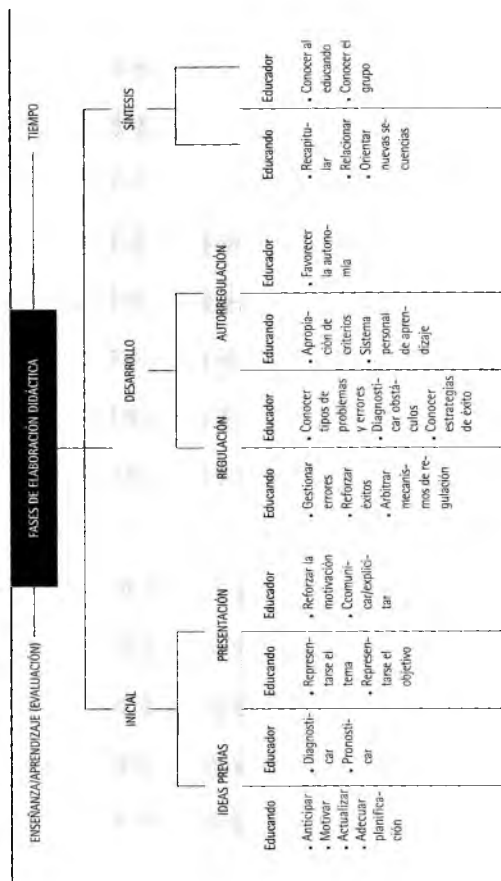 ENSEÑANZA/APRENDIZAJE (EVALUACIÓN)
FASES DE ELABORACIÓN DIDÁCTICA
TIEMPO
INICIAL
DESARROLLO
SÍNTESIS
IDEAS PREVIAS
PRESENTACIÓN
REGULACIÓN
AUTORREGULACIÓN
Educando
• Anticipar
• Motivar
• Actualizar
• Adecuar
planifica-
ción
Educador
• Diagnosti-
car
• Pronosti-
car
Educando
• Represen-
tarse el
tema
• Represen-
tarse el
objetivo
Educador
• Reforzar la
motivación
• Ccomuni-
car/explici-
tar
Educando
• Gestionar
errores
• Reforzar
éxitos
• Arbitrar
mecanis-
mos de re-
gulación
Educador
• Conocer
tipos de
problemas
y errores
• Diagnosti-
car obstá-
culos
• Conocer
estrategias
de éxito
Educando
• Apropia-
ción de
criterios
• Sistema
personal
de apren-
dizaje
Educador
• Favorecer
la autono-
mía
Educando
• Recapitu-
lar
• Relacionar
• Orientar
nuevas se-
cuencias
Educador
• Conocer al
educando
• Conocer el
grupo